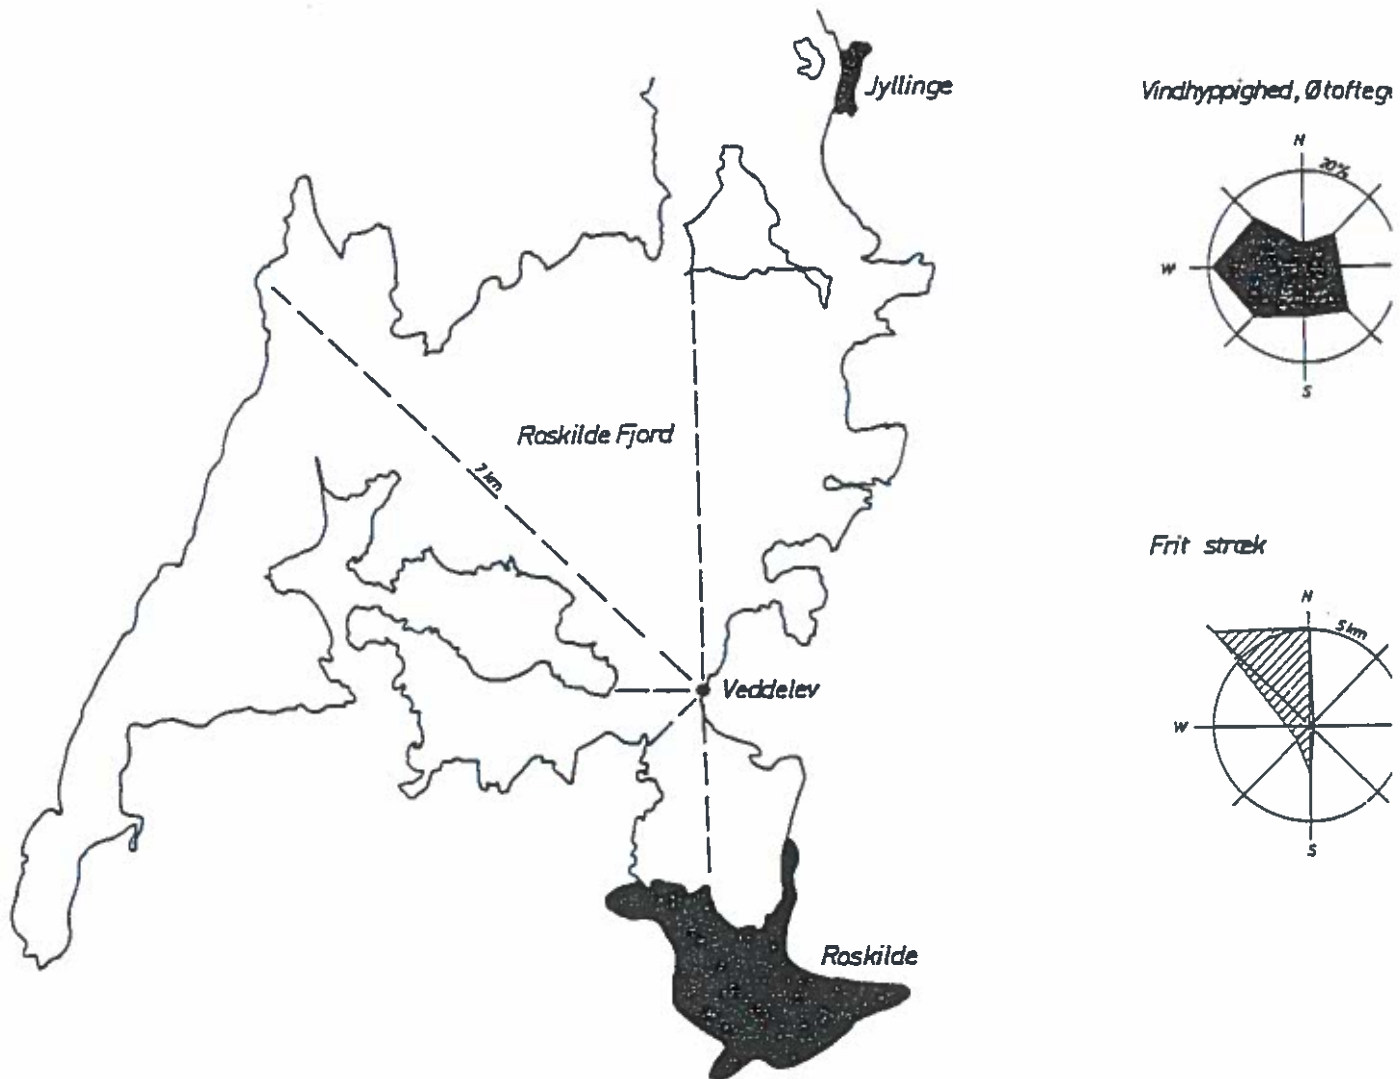 Jyllinge
Vindhyppighed, Øtofteg
N
20%
W
S
Roskilde Fjord
7 km
Frit stræk
N
5 km
W
S
Veddelev
Roskilde